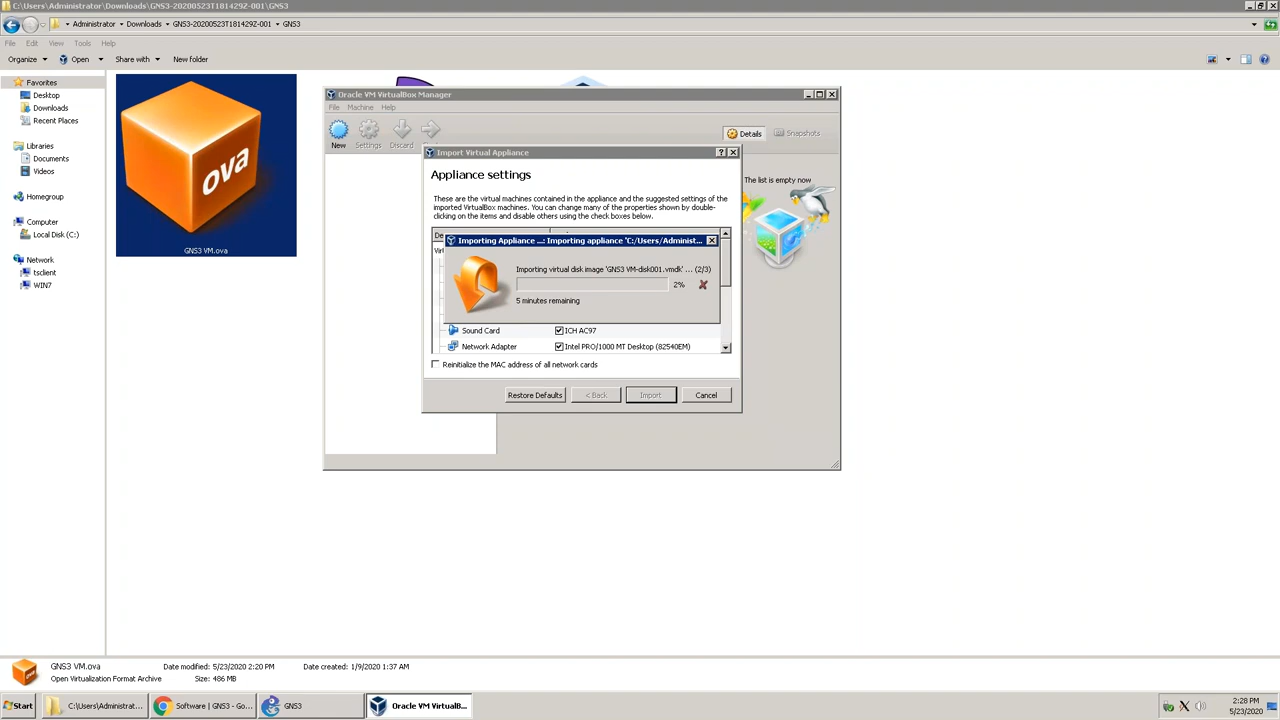 C:\Users\Administrator\Downloads\GNS3-20200523T181429Z-001\GNS3
Administrator Downloads GNS3-20200523T181429Z-001 GNS3
File Edit View Tools Help
Organize Open Share with New folder
Favorites
Desktop
Downloads
Recent Places
Libraries
Documents
Videos
Homegroup
Computer
Local Disk (C:)
Network
tsclient
WIN7
ova
GNS3 VM.ova
Oracle VM VirtualBox Manager
File Machine Help
New Settings Discard
Details Snapshots
The list is empty now
Import Virtual Appliance
Appliance settings
These are the virtual machines contained in the appliance and the suggested settings of the
imported VirtualBox machines. You can change many of the properties shown by double-
clicking on the items and disable others using the check boxes below.
De
Virt
Importing Appliance ...: Importing appliance 'C:/Users/Administ...
Importing virtual disk image 'GNS3 VM-disk001.vmdk' ... (2/3)
2%
5 minutes remaining
Sound Card ICH AC97
Network Adapter Intel PRO/1000 MT Desktop (82540EM)
Reinitialize the MAC address of all network cards
Restore Defaults < Back Import Cancel
GNS3 VM.ova Date modified: 5/23/2020 2:20 PM Date created: 1/9/2020 1:37 AM
Open Virtualization Format Archive Size: 486 MB
Start C:\Users\Administrat... Software | GNS3 - Go... GNS3 Oracle VM VirtualB...
2:28 PM
5/23/2020